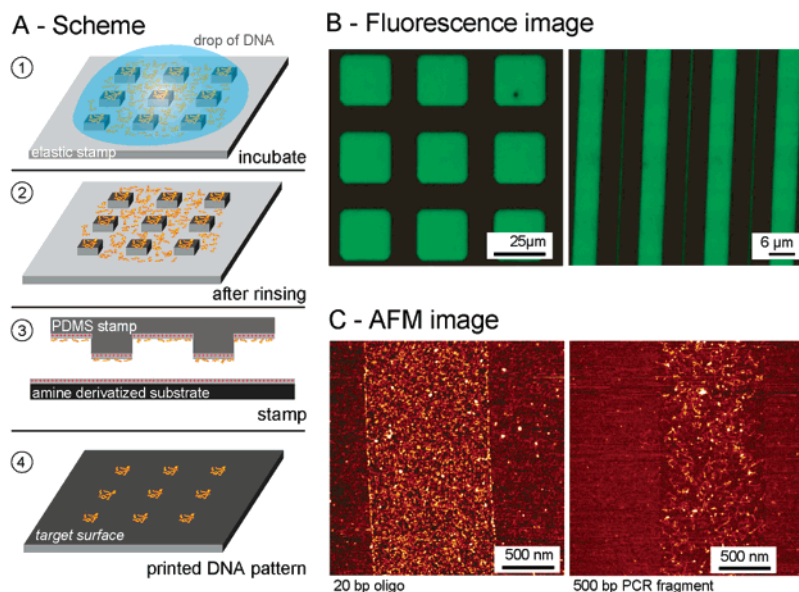 A - Scheme
drop of DNA
1
elastic stamp
incubate
2
after rinsing
3
PDMS stamp
amine derivatized substrate
stamp
4
target surface
printed DNA pattern
B - Fluorescence image
25µm
6 µm
C - AFM image
500 nm
20 bp oligo
500 nm
500 bp PCR fragment